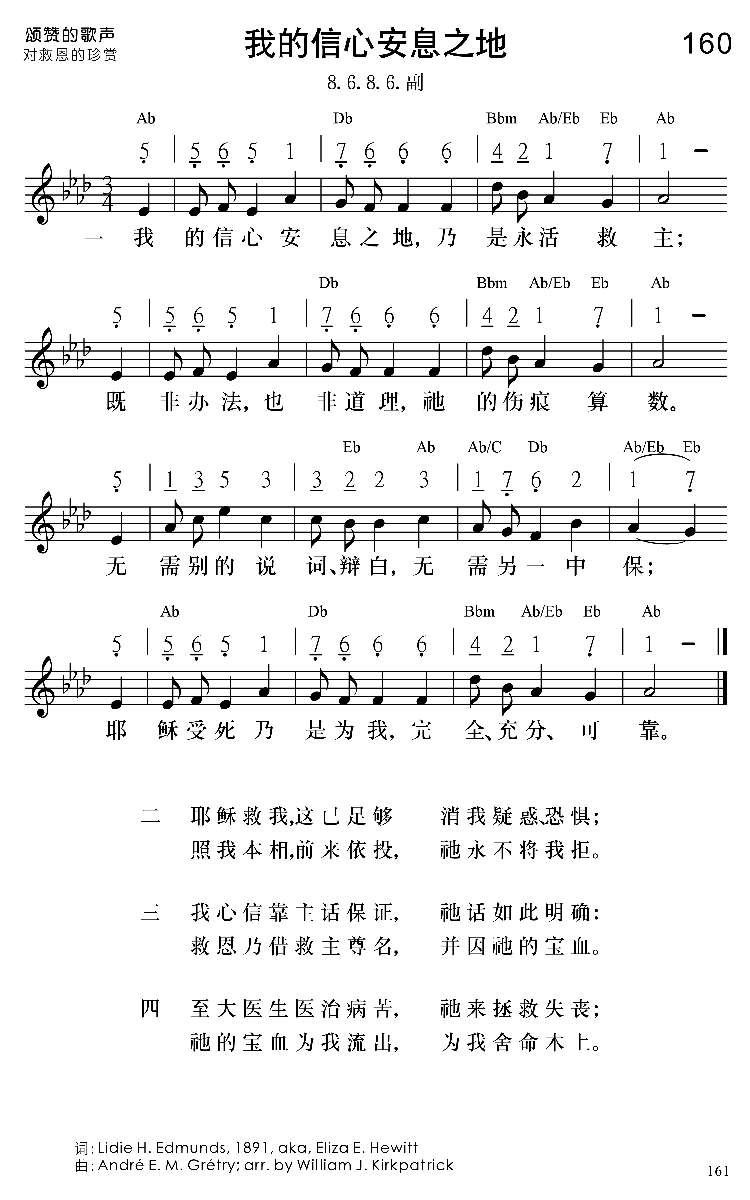 颂赞的歌声
对救恩的珍赏
我的信心安息之地
160
8.6.8.6.副
Ab Db Bbm Ab/Eb Eb Ab
5 | 5 6 5 1 | 7 6 6 6 | 4 2 1 7 | 1 –
3/4
一 我 的信心安 息之地,乃 是永活救 主;
Db Bbm Ab/Eb Eb Ab
5 | 5 6 5 1 | 7 6 6 6 | 4 2 1 7 | 1 –
既 非办法,也 非道理,祂 的伤痕算 数。
Eb Ab Ab/C Db Ab/Eb Eb
5 | 1 3 5 3 | 3 2 2 3 | 1 7 6 2 | 1 7
无 需别的说 词、辩白,无 需另一中 保;
Ab Db Bbm Ab/Eb Eb Ab
5 | 5 6 5 1 | 7 6 6 6 | 4 2 1 7 | 1 –
耶 稣受死乃 是为我,完 全、充分、可 靠。
二 耶稣救我,这已足够 消我疑惑、恐惧;
照我本相,前来依投, 祂永不将我拒。
三 我心信靠主话保证, 祂话如此明确:
救恩乃借救主尊名, 并因祂的宝血。
四 至大医生医治病苦, 祂来拯救失丧;
祂的宝血为我流出, 为我舍命木上。
词: Lidie H. Edmunds, 1891, aka, Eliza E. Hewitt
曲: André E. M. Grétry; arr. by William J. Kirkpatrick
161